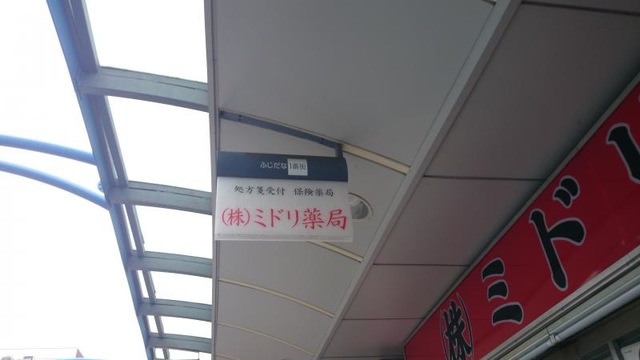 ふじだな1番街
処方箋受付 保険薬局
(株)ミドリ薬局
(株)ミドリ